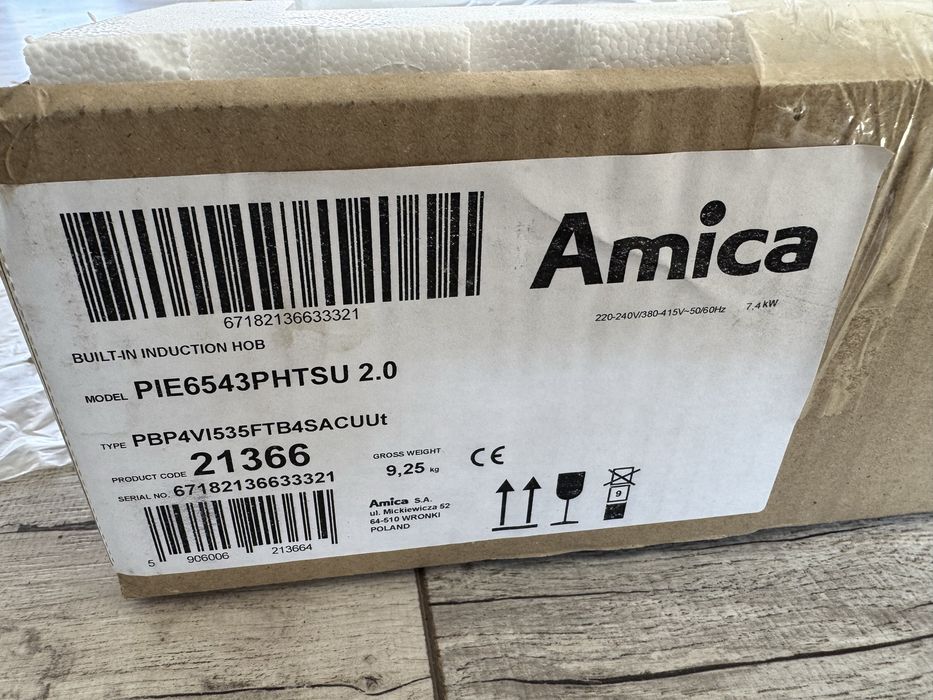 Amica
67182136633321
220-240V/380-415V~50/60Hz 7.4 kW
BUILT-IN INDUCTION HOB
MODEL PIE6543PHTSU 2.0
TYPE PBP4VI535FTB4SACUUt
PRODUCT CODE 21366
GROSS WEIGHT
9,25 kg
CE
SERIAL NO. 67182136633321
5 906006 213664
Amica S.A.
ul. Mickiewicza 52
64-510 WRONKI
POLAND
9